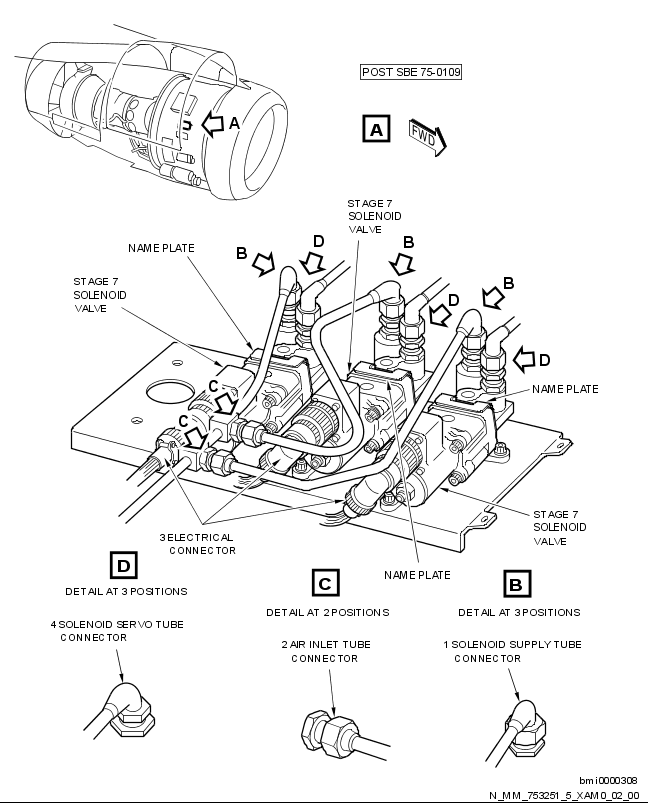 POST SBE 75-0109
A
A
FWD
STAGE 7
SOLENOID
VALVE
NAME PLATE
B
D
B
STAGE 7
SOLENOID
VALVE
B
D
D
C
NAME PLATE
C
STAGE 7
SOLENOID
VALVE
3 ELECTRICAL
CONNECTOR
NAME PLATE
D
DETAIL AT 3 POSITIONS
4 SOLENOID SERVO TUBE
CONNECTOR
C
DETAIL AT 2 POSITIONS
2 AIR INLET TUBE
CONNECTOR
B
DETAIL AT 3 POSITIONS
1 SOLENOID SUPPLY TUBE
CONNECTOR
bmi0000308
N_MM_753251_5_XAM0_02_00